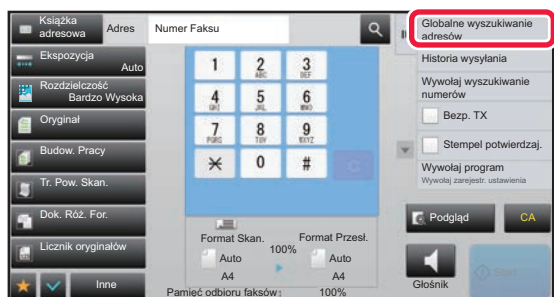 Książka
adresowa
Adres
Numer Faksu
Ekspozycja
Auto
Rozdzielczość
Bardzo Wysoka
Oryginał
Budow. Pracy
Tr. Pow. Skan.
Dok. Róż. For.
Licznik oryginałów
Inne
1
2
ABC
3
DEF
4
GHI
5
JKL
6
MNO
7
PQRS
8
TUV
9
WXYZ
0
#
C
Format Skan.
100%
Format Przesł.
Auto
A4
Auto
A4
Pamięć odbioru faksów:
100%
Globalne wyszukiwanie
adresów
Historia wysyłania
Wywołaj wyszukiwanie
numerów
Bezp. TX
Stempel potwierdzaj.
Wywołaj program
Wywołaj zarejestr. ustawienia
Podgląd
CA
Głośnik
Start